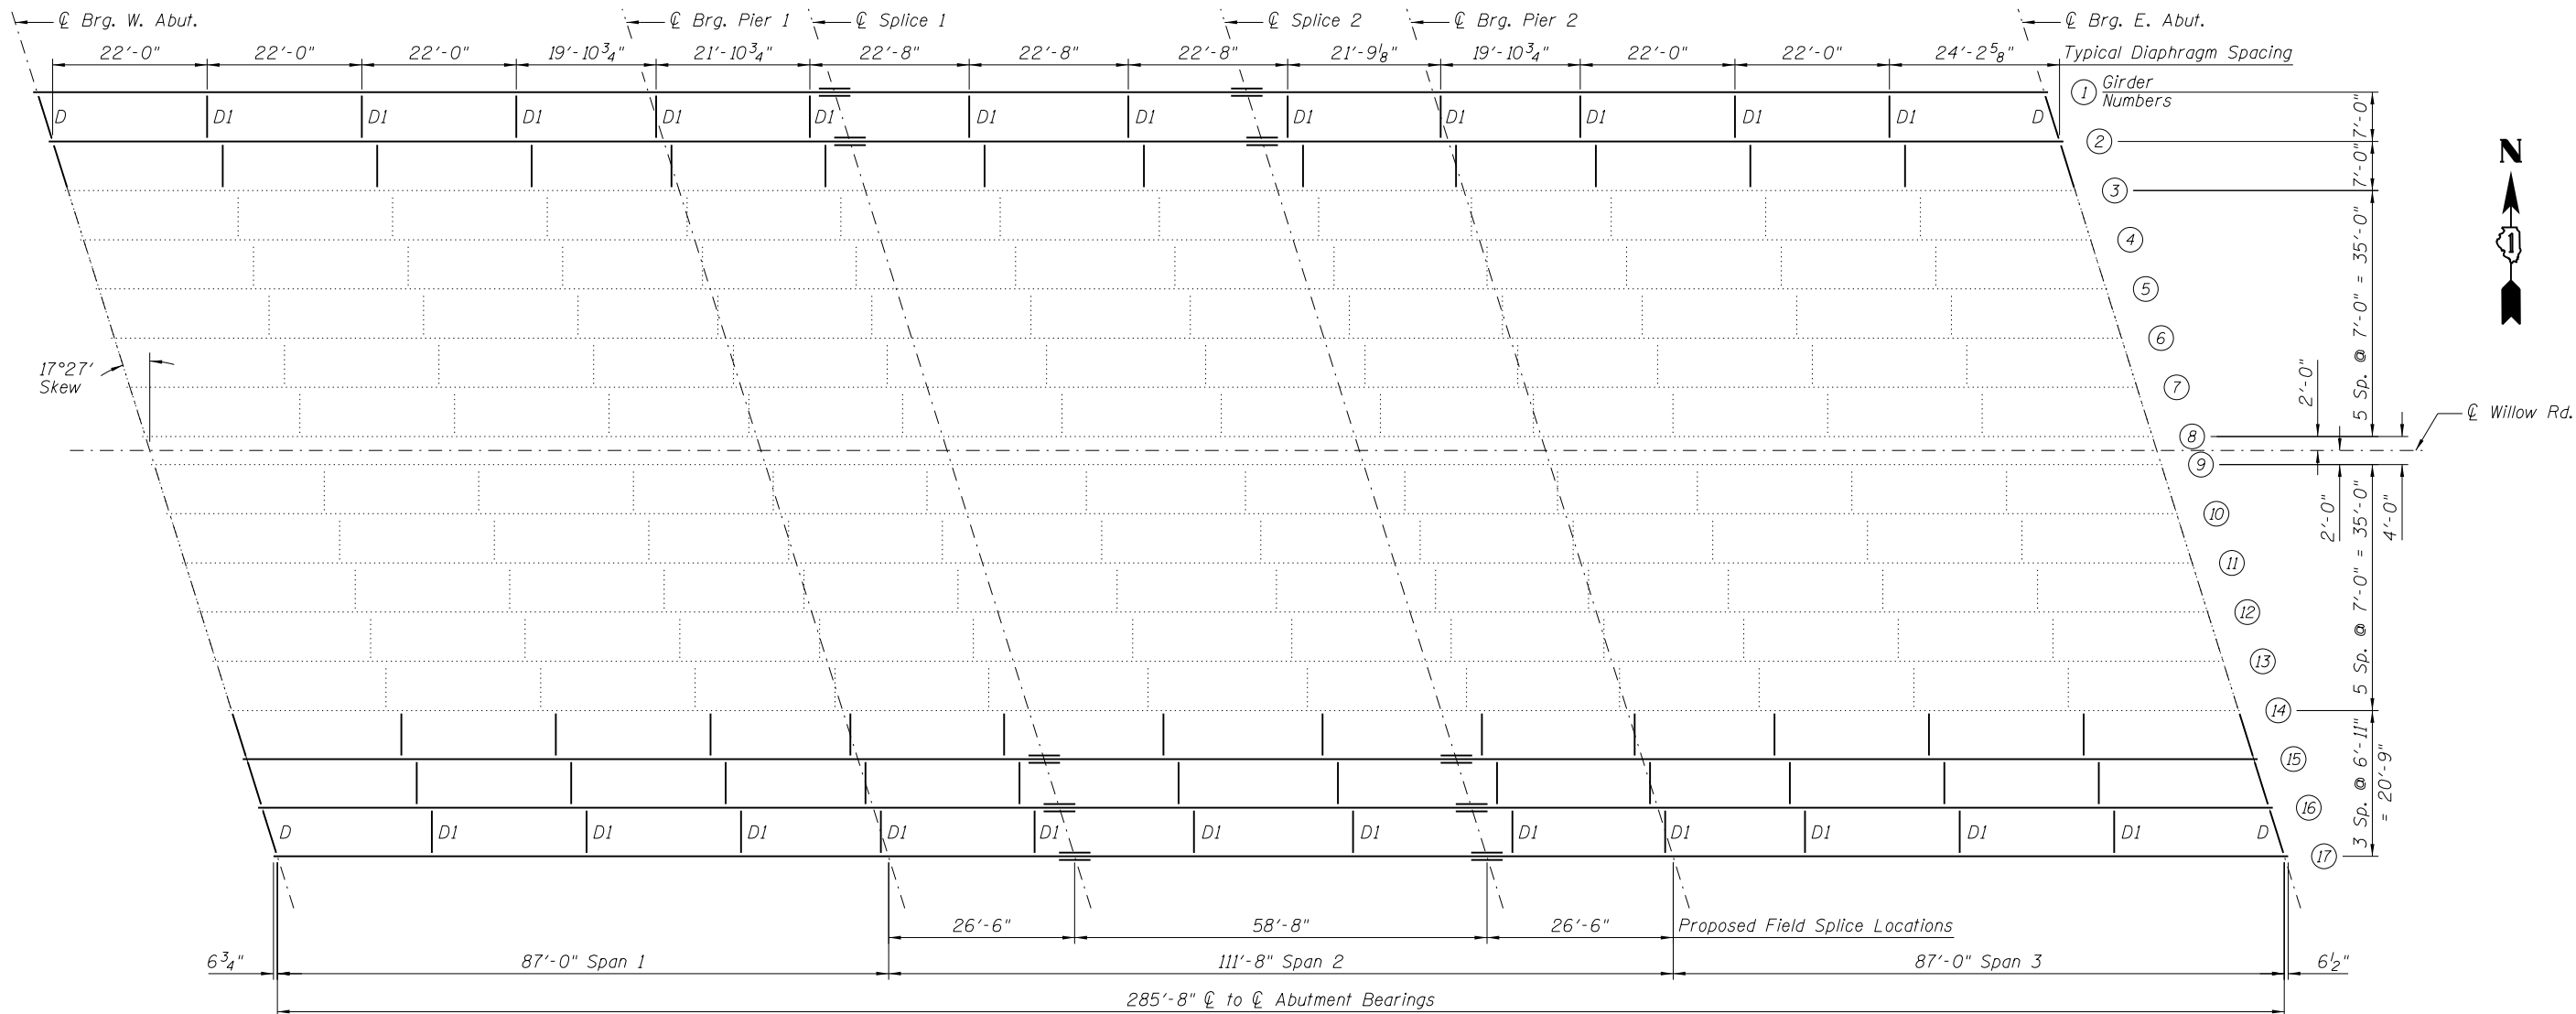 ℄ Brg. W. Abut.
℄ Brg. Pier 1
℄ Splice 1
℄ Splice 2
℄ Brg. Pier 2
℄ Brg. E. Abut.
22'-0"
22'-0"
22'-0"
19'-10¾"
21'-10¾"
22'-8"
22'-8"
22'-8"
21'-9⅛"
19'-10¾"
22'-0"
22'-0"
24'-2⅝"
Typical Diaphragm Spacing
1
Girder
Numbers
7'-0"
D
D1
D1
D1
D1
D1
D1
D1
D1
D1
D1
D1
D1
D
2
7'-0"
3
4
5
6
7
5 Sp. @ 7'-0" = 35'-0"
N
1
17°27'
Skew
2'-0"
℄ Willow Rd.
8
9
2'-0"
4'-0"
10
11
12
13
5 Sp. @ 7'-0" = 35'-0"
14
15
16
3 Sp. @ 6'-11"
= 20'-9"
D
D1
D1
D1
D1
D1
D1
D1
D1
D1
D1
D1
D1
D
17
26'-6"
58'-8"
26'-6"
Proposed Field Splice Locations
6¾"
87'-0" Span 1
111'-8" Span 2
87'-0" Span 3
6½"
285'-8" ℄ to ℄ Abutment Bearings